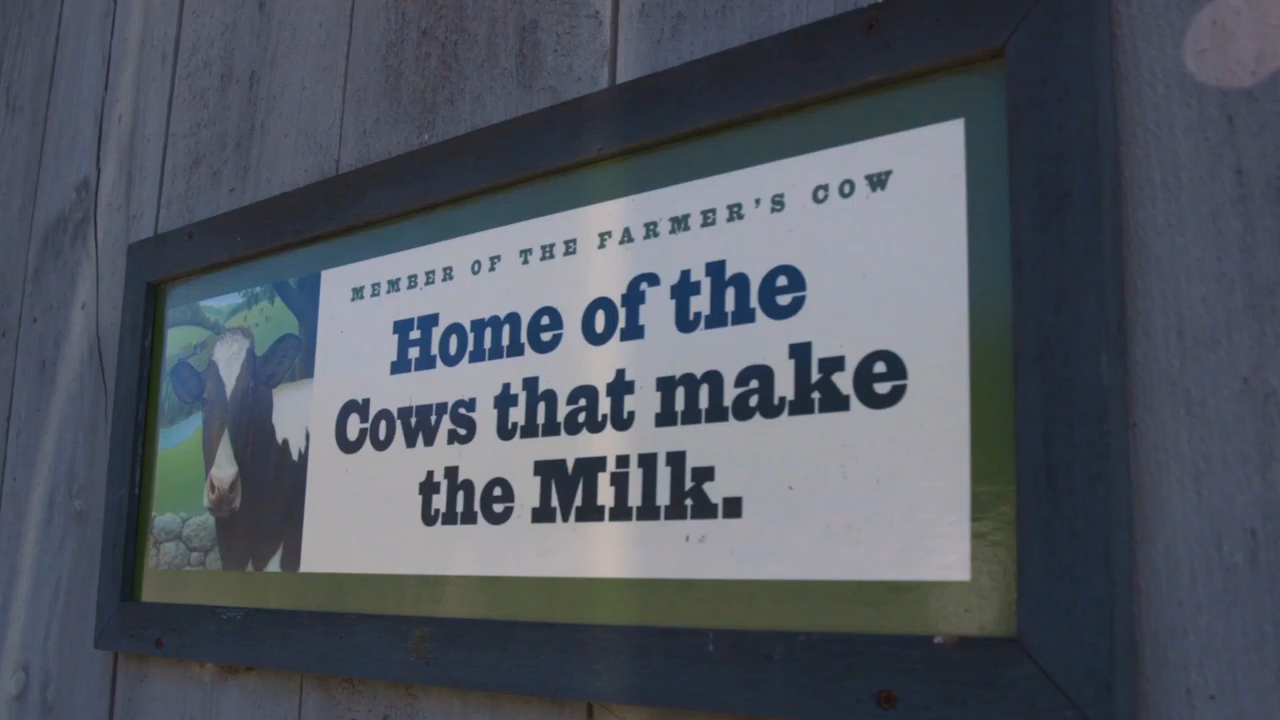 MEMBER OF THE FARMER'S COW
Home of the
Cows that make
the Milk.